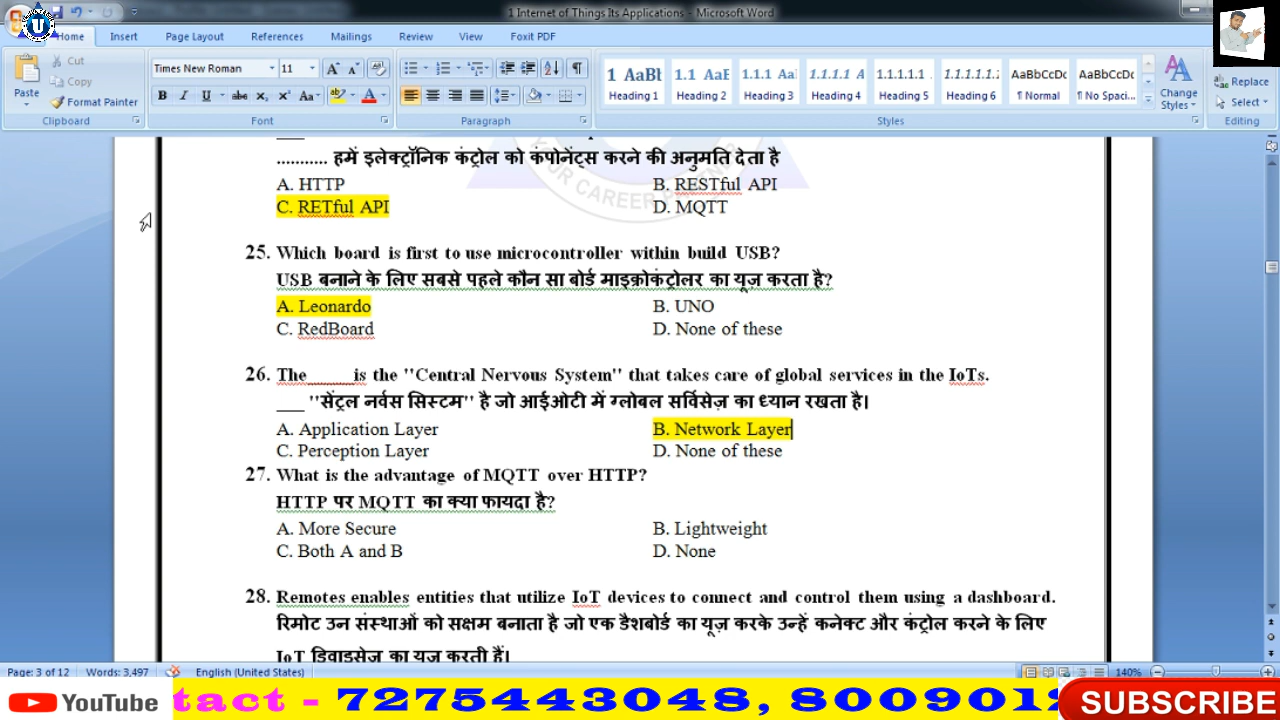 1 Internet of Things Its Applications - Microsoft Word
Home Insert Page Layout References Mailings Review View Foxit PDF
Paste Cut Copy Format Painter
Times New Roman 11
1 AaBb 1.1 AaE 1.1.1 Aa 1.1.1.1 A 1.1.1.1.1 1.1.1.1.1. AaBbCcDc AaBbCcDc
Heading 1 Heading 2 Heading 3 Heading 4 Heading 5 Heading 6 ¶ Normal ¶ No Spaci...
Change Styles
Replace
Select
Clipboard Font Paragraph Styles Editing
YOUR CAREER
........... हमें इलेक्ट्रॉनिक कंट्रोल को कंपोनेंट्स करने की अनुमति देता है
A. HTTP B. RESTful API
C. RETful API D. MQTT
25. Which board is first to use microcontroller within build USB?
USB बनाने के लिए सबसे पहले कौन सा बोर्ड माइक्रोकंट्रोलर का यूज़ करता है?
A. Leonardo B. UNO
C. RedBoard D. None of these
26. The_____is the "Central Nervous System" that takes care of global services in the IoTs.
___ "सेंट्रल नर्वस सिस्टम" है जो आईओटी में ग्लोबल सर्विसेज़ का ध्यान रखता है।
A. Application Layer B. Network Layer
C. Perception Layer D. None of these
27. What is the advantage of MQTT over HTTP?
HTTP पर MQTT का क्या फायदा है?
A. More Secure B. Lightweight
C. Both A and B D. None
28. Remotes enables entities that utilize IoT devices to connect and control them using a dashboard.
रिमोट उन संस्थाओं को सक्षम बनाता है जो एक डैशबोर्ड का यूज़ करके उन्हें कनेक्ट और कंट्रोल करने के लिए
IoT डिवाइसेज़ का यूज़ करती हैं।
Page: 3 of 12 Words: 3,497 English (United States) 140%
YouTube tact - 7275443048, 8009012 SUBSCRIBE